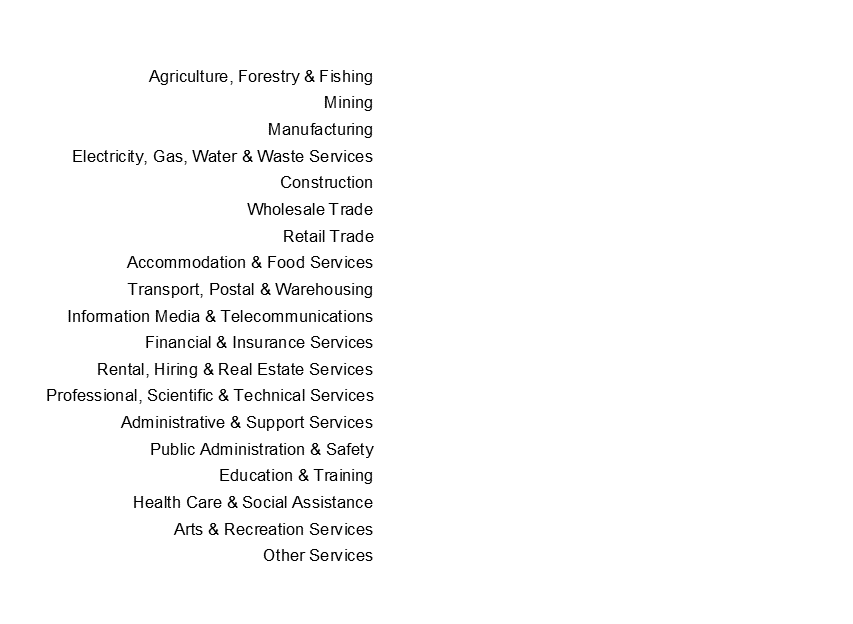 Agriculture, Forestry & Fishing
Mining
Manufacturing
Electricity, Gas, Water & Waste Services
Construction
Wholesale Trade
Retail Trade
Accommodation & Food Services
Transport, Postal & Warehousing
Information Media & Telecommunications
Financial & Insurance Services
Rental, Hiring & Real Estate Services
Professional, Scientific & Technical Services
Administrative & Support Services
Public Administration & Safety
Education & Training
Health Care & Social Assistance
Arts & Recreation Services
Other Services